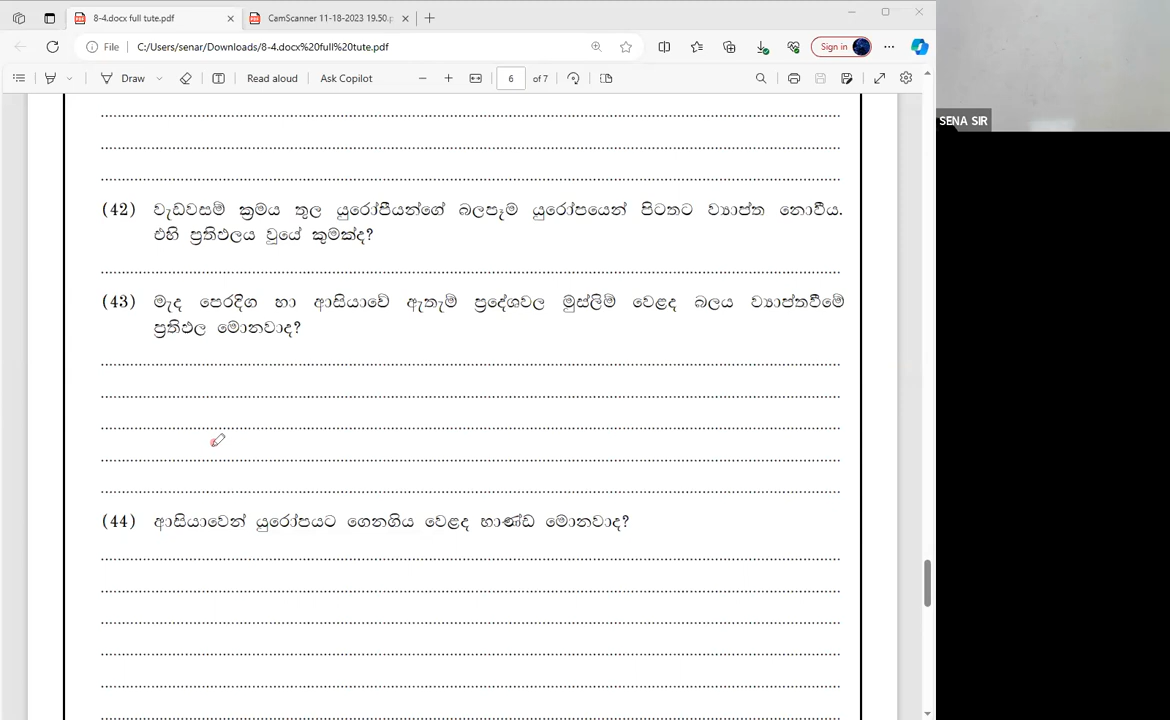 8-4.docx full tute.pdf
CamScanner 11-18-2023 19.50.p
File
C:/Users/senar/Downloads/8-4.docx%20full%20tute.pdf
Sign in
Draw
Read aloud
Ask Copilot
6
of 7
SENA SIR
(42) වැඩවසම් ක්‍රමය තුල යුරෝපීයන්ගේ බලපෑම යුරෝපයෙන් පිටතට ව්‍යාප්ත නොවීය.
එහි ප්‍රතිඵලය වූයේ කුමක්ද?
(43) මැද පෙරදිග හා ආසියාවේ ඇතැම් ප්‍රදේශවල මුස්ලිම් වෙළඳ බලය ව්‍යාප්තවීමේ
ප්‍රතිඵල මොනවාද?
(44) ආසියාවෙන් යුරෝපයට ගෙනගිය වෙළඳ භාණ්ඩ මොනවාද?